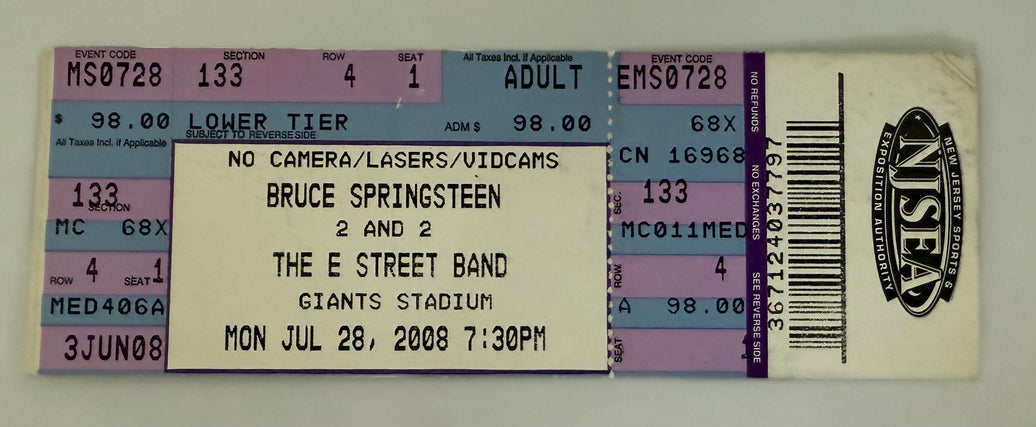 EVENT CODE SECTION ROW SEAT All Taxes Incl. If Applicable EVENT CODE
MS0728 133 4 1 ADULT EMS0728
$ 98.00 LOWER TIER ADM $ 98.00 68X
SUBJECT TO REVERSE SIDE
All Taxes Incl. If Applicable
NO CAMERA/LASERS/VIDCAMS CN 16968
133 BRUCE SPRINGSTEEN SEC. 133
SECTION
MC 68X 2 AND 2 MC011MED
ROW 4 SEAT 1 THE E STREET BAND ROW 4
MED406A GIANTS STADIUM A 98.00
3JUN08 MON JUL 28, 2008 7:30PM SEAT
NO REFUNDS NO EXCHANGES SEE REVERSE SIDE
367124037797
NEW JERSEY SPORTS &
NJSEA
EXPOSITION AUTHORITY